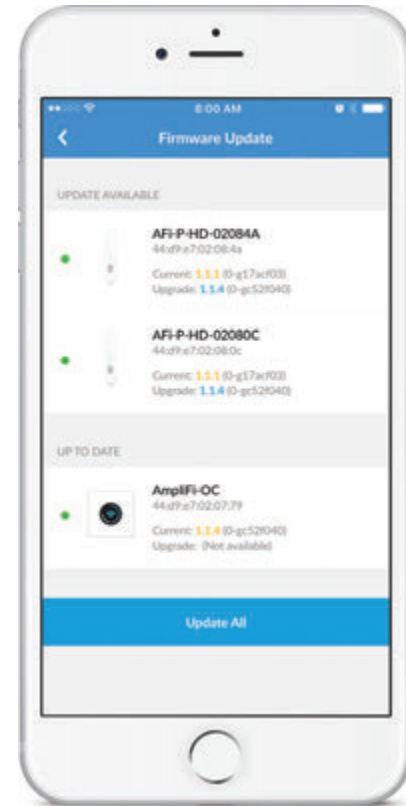 8:00 AM
Firmware Update
UPDATE AVAILABLE
AFi-P-HD-02084A
44:d9:e7:02:08:4a
Current: 1.1.1 (0-g17acf03)
Upgrade: 1.1.4 (0-gc52f040)
AFi-P-HD-02080C
44:d9:e7:02:08:0c
Current: 1.1.1 (0-g17acf03)
Upgrade: 1.1.4 (0-gc52f040)
UP TO DATE
AmpliFi-OC
44:d9:e7:02:07:79
Current: 1.1.4 (0-gc52f040)
Upgrade: (Not available)
Update All